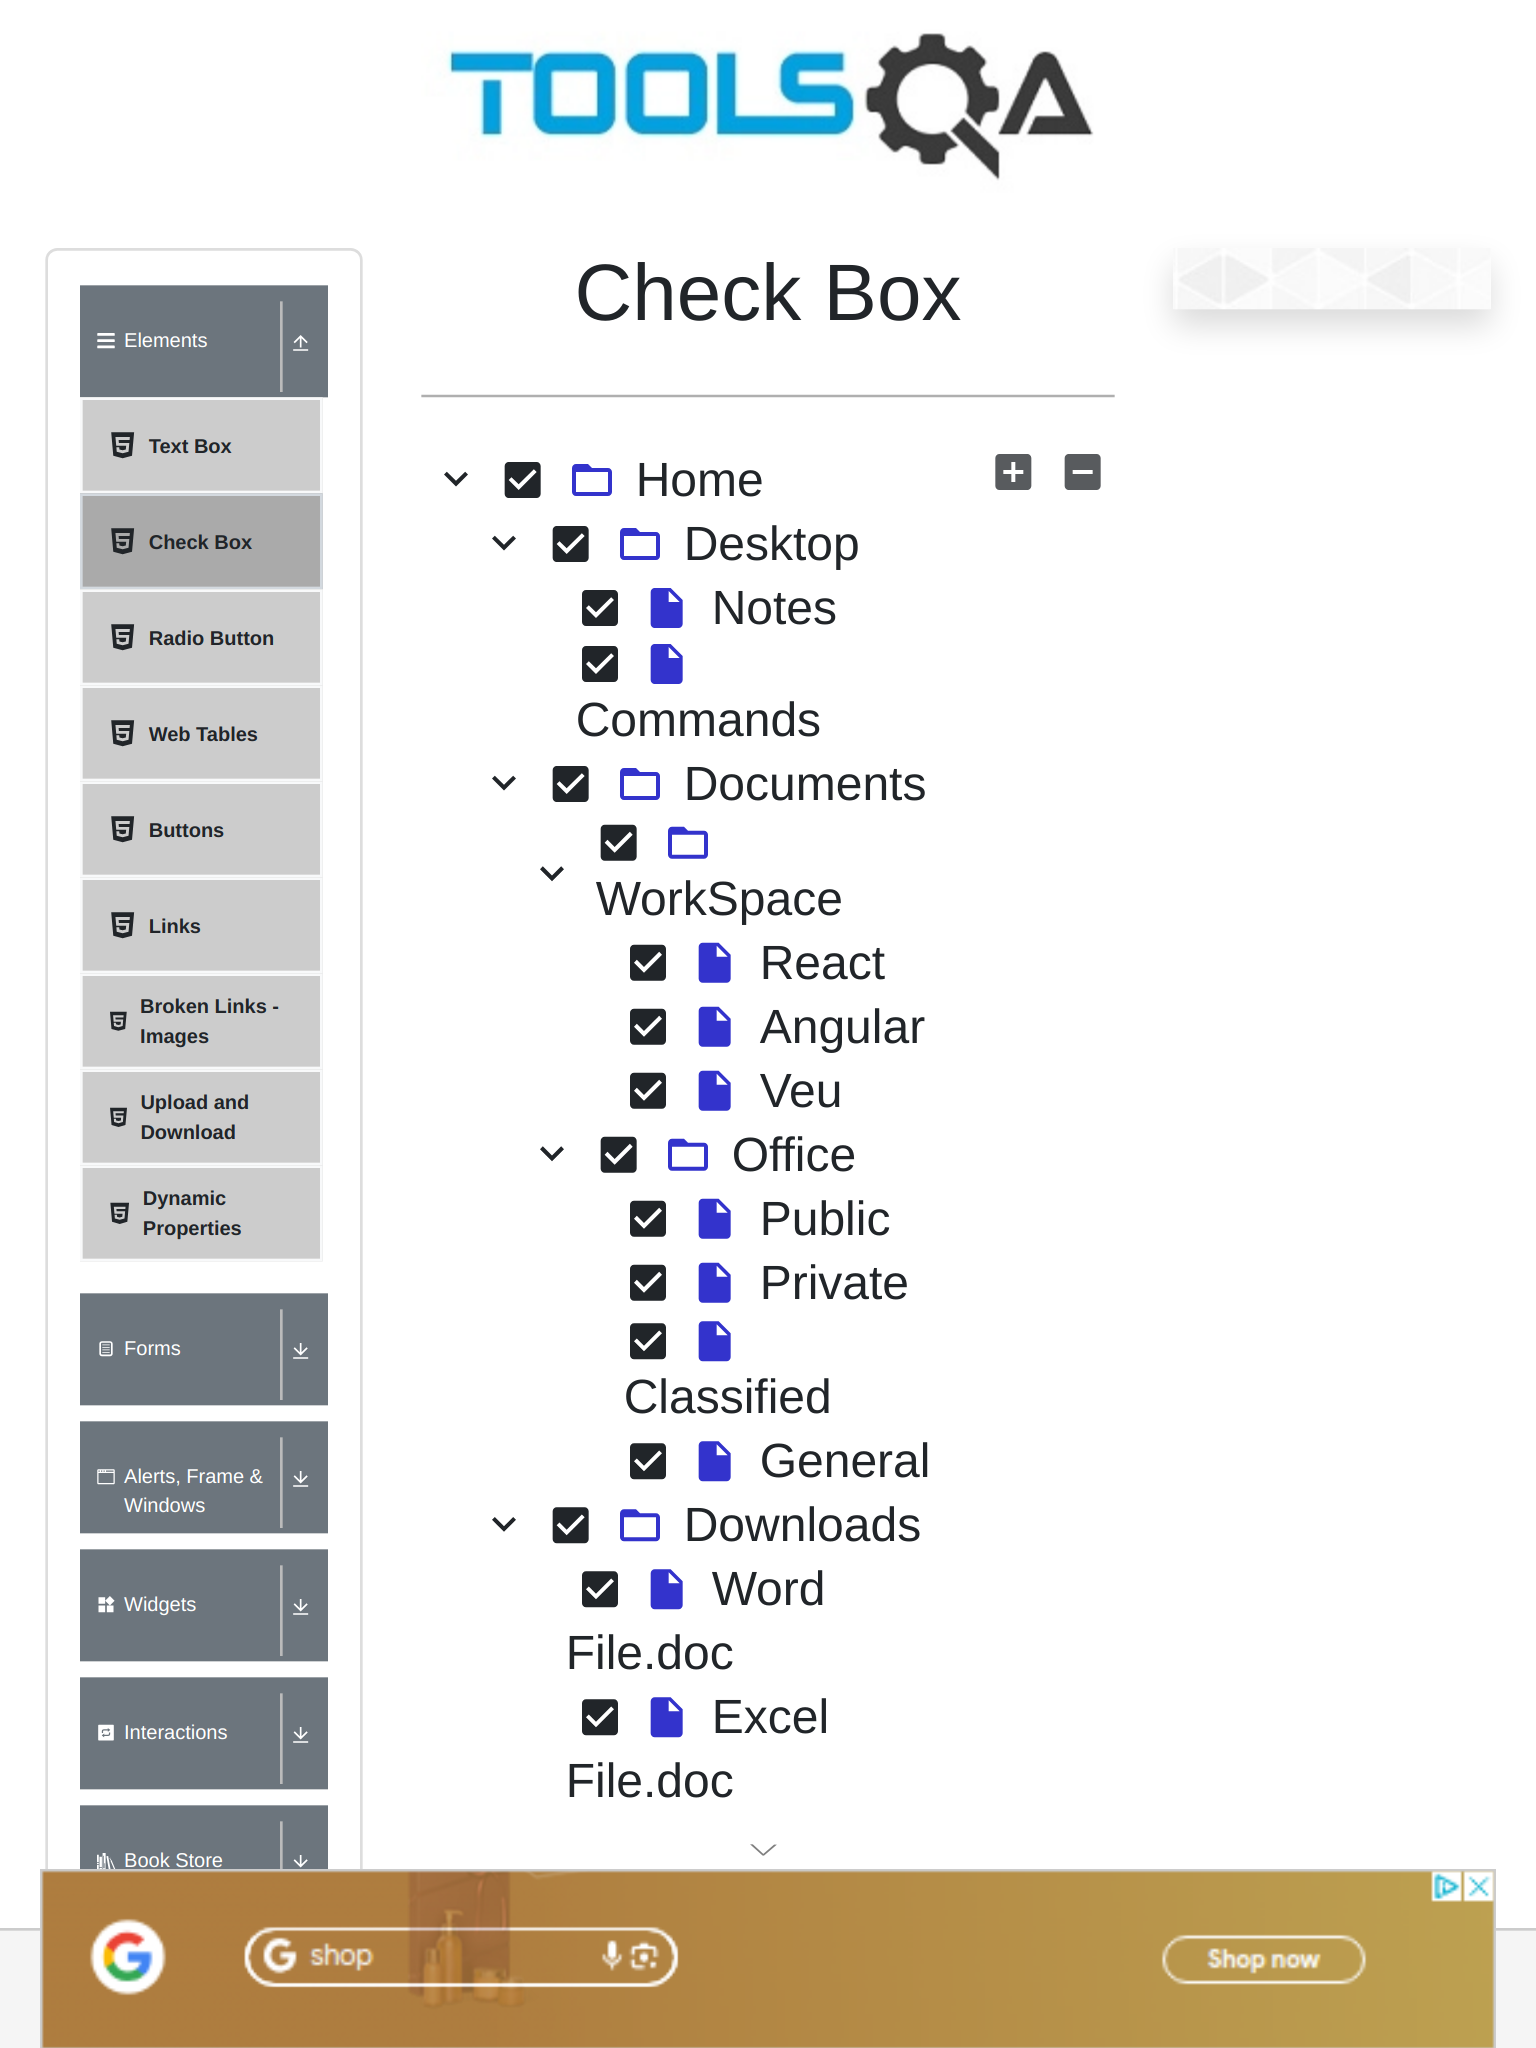 TOOLSQA
Check Box
Elements
Text Box
Check Box
Radio Button
Web Tables
Buttons
Links
Broken Links -
Images
Upload and
Download
Dynamic
Properties
Forms
Alerts, Frame &
Windows
Widgets
Interactions
Book Store
Home
Desktop
Notes
Commands
Documents
WorkSpace
React
Angular
Veu
Office
Public
Private
Classified
General
Downloads
Word
File.doc
Excel
File.doc
G
G shop
Shop now